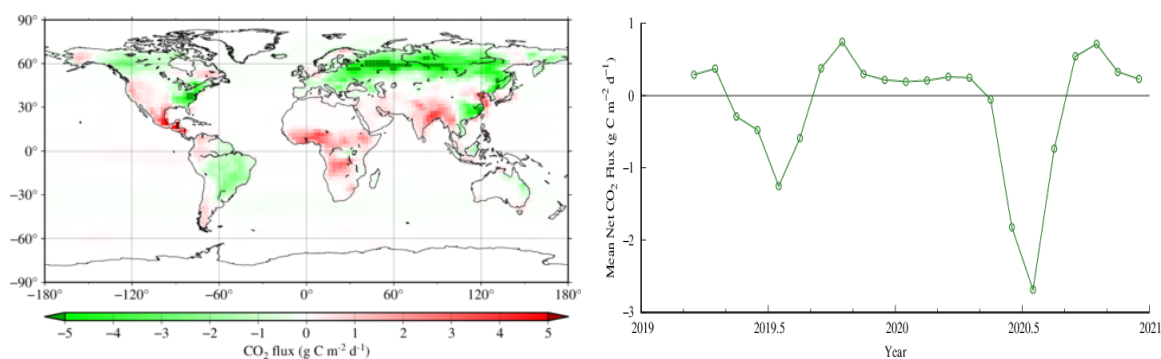 90°
60°
30°
0°
−30°
−60°
−90°
−180° −120° −60° 0° 60° 120° 180°
−5 −4 −3 −2 −1 0 1 2 3 4 5
CO₂ flux (g C m⁻² d⁻¹)
Mean Net CO₂ Flux (g C m⁻² d⁻¹)
1
0
−1
−2
−3
2019 2019.5 2020 2020.5 2021
Year